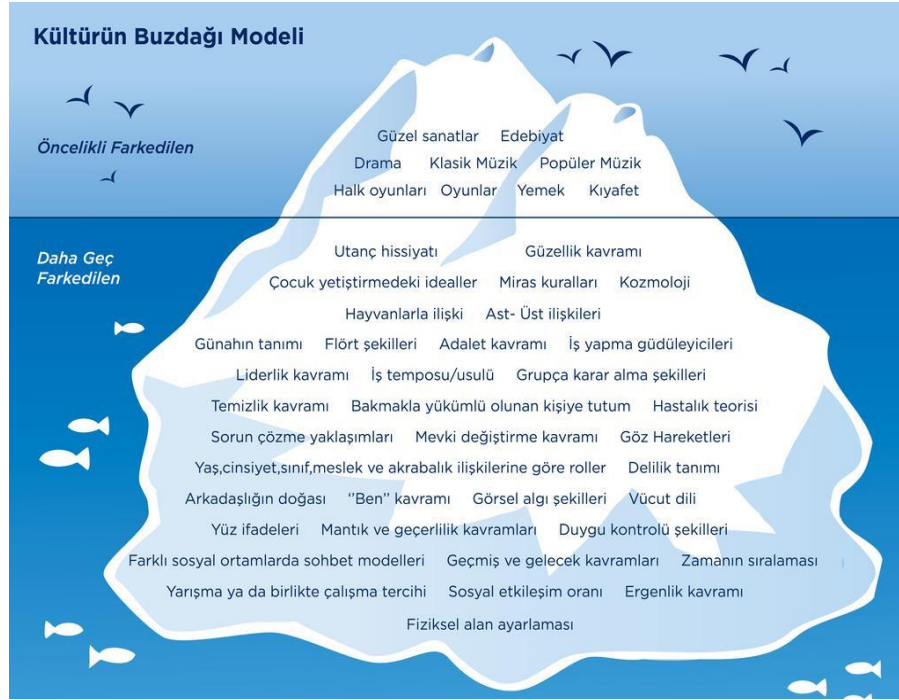 Kültürün Buzdağı Modeli
Öncelikli Farkedilen
Güzel sanatlar Edebiyat
Drama Klasik Müzik Popüler Müzik
Halk oyunları Oyunlar Yemek Kıyafet
Daha Geç
Farkedilen
Utanç hissiyatı Güzellik kavramı
Çocuk yetiştirmedeki idealler Miras kuralları Kozmoloji
Hayvanlarla ilişki Ast- Üst ilişkileri
Günahın tanımı Flört şekilleri Adalet kavramı İş yapma güdüleyicileri
Liderlik kavramı İş temposu/usulü Grupça karar alma şekilleri
Temizlik kavramı Bakmakla yükümlü olunan kişiye tutum Hastalık teorisi
Sorun çözme yaklaşımları Mevki değiştirme kavramı Göz Hareketleri
Yaş,cinsiyet,sınıf,meslek ve akrabalık ilişkilerine göre roller Delilik tanımı
Arkadaşlığın doğası ‘’Ben’’ kavramı Görsel algı şekilleri Vücut dili
Yüz ifadeleri Mantık ve geçerlilik kavramları Duygu kontrolü şekilleri
Farklı sosyal ortamlarda sohbet modelleri Geçmiş ve gelecek kavramları Zamanın sıralaması
Yarışma ya da birlikte çalışma tercihi Sosyal etkileşim oranı Ergenlik kavramı
Fiziksel alan ayarlaması